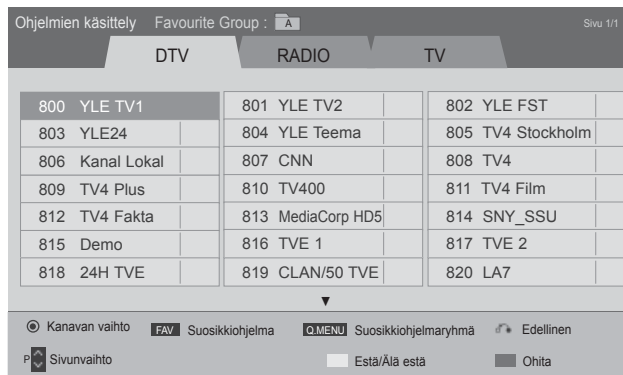 Ohjelmien käsittely Favourite Group : A Sivu 1/1
DTV RADIO TV
800 YLE TV1 801 YLE TV2 802 YLE FST
803 YLE24 804 YLE Teema 805 TV4 Stockholm
806 Kanal Lokal 807 CNN 808 TV4
809 TV4 Plus 810 TV400 811 TV4 Film
812 TV4 Fakta 813 MediaCorp HD5 814 SNY_SSU
815 Demo 816 TVE 1 817 TVE 2
818 24H TVE 819 CLAN/50 TVE 820 LA7
Kanavan vaihto FAV Suosikkiohjelma Q.MENU Suosikkiohjelmaryhmä Edellinen
P Sivunvaihto Estä/Älä estä Ohita